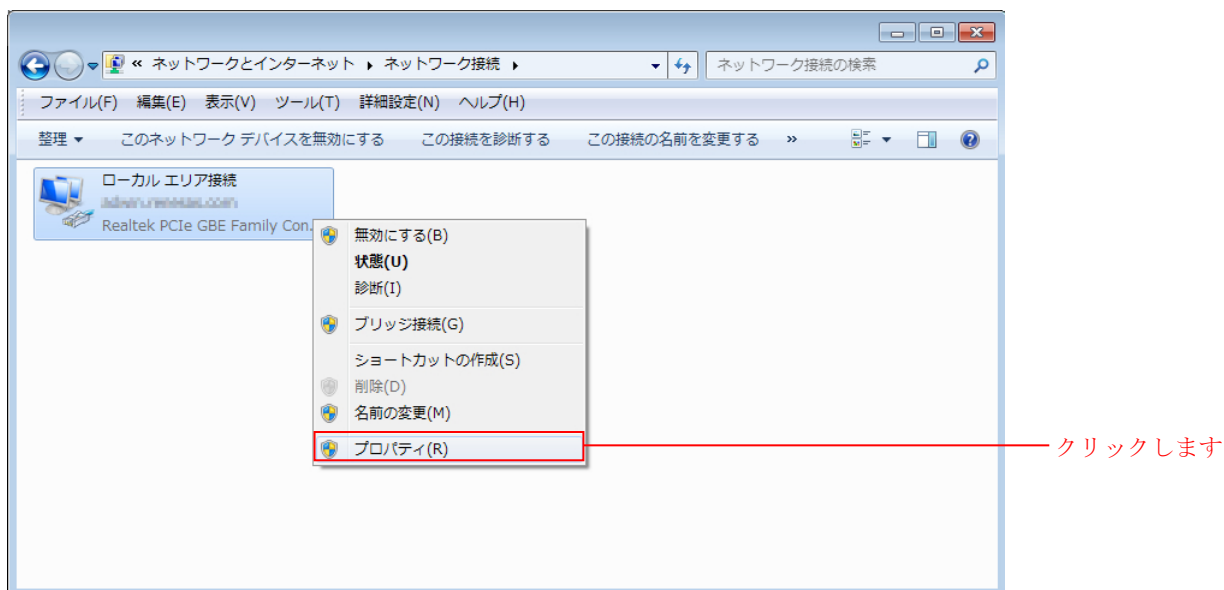 « ネットワークとインターネット ▸ ネットワーク接続 ▸ ネットワーク接続の検索
ファイル(F) 編集(E) 表示(V) ツール(T) 詳細設定(N) ヘルプ(H)
整理 ▼ このネットワーク デバイスを無効にする この接続を診断する この接続の名前を変更する »
ローカル エリア接続
Realtek PCIe GBE Family Con...
無効にする(B)
状態(U)
診断(I)
ブリッジ接続(G)
ショートカットの作成(S)
削除(D)
名前の変更(M)
プロパティ(R)
クリックします